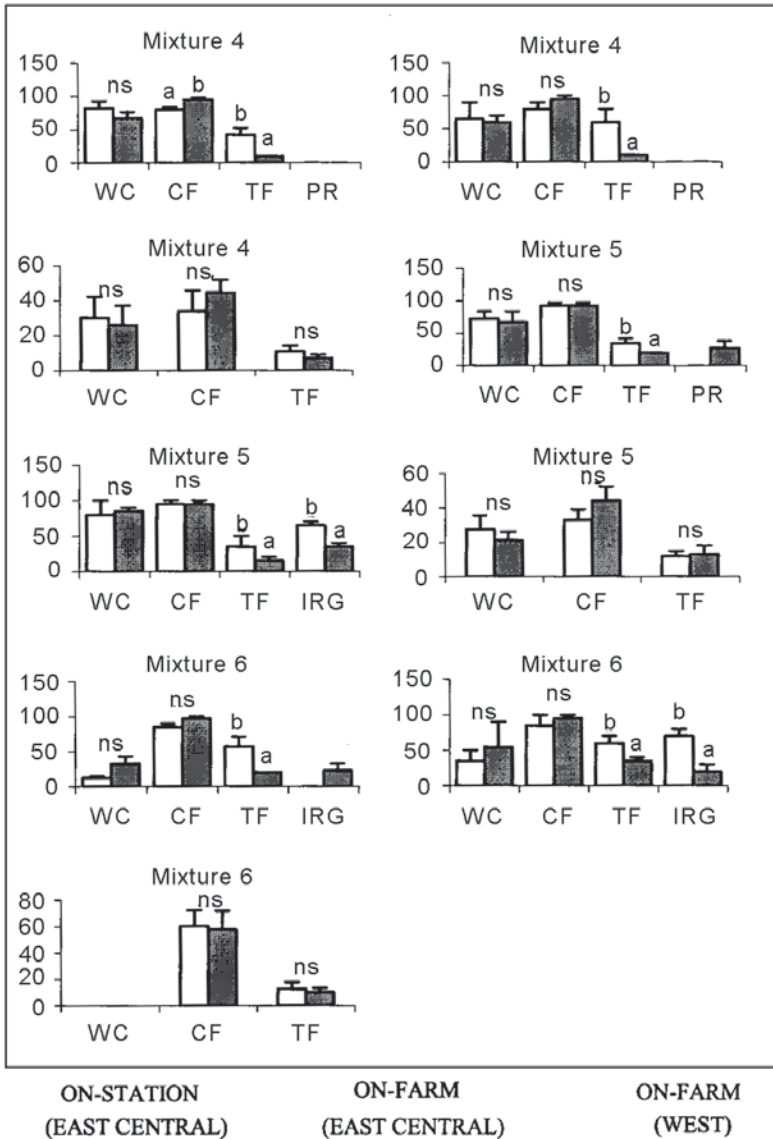 Mixture 4
150
100
50
0
ns
a
b
b
a
WC CF TF PR
Mixture 4
150
100
50
0
ns
ns
b
a
WC CF TF PR
Mixture 4
60
40
20
0
ns
ns
ns
WC CF TF
Mixture 5
150
100
50
0
ns
ns
b
a
WC CF TF PR
Mixture 5
150
100
50
0
ns
ns
b
a
b
a
WC CF TF IRG
Mixture 5
60
40
20
0
ns
ns
ns
WC CF TF
Mixture 6
150
100
50
0
ns
ns
b
a
WC CF TF IRG
Mixture 6
150
100
50
0
ns
ns
b
a
b
a
WC CF TF IRG
Mixture 6
80
60
40
20
0
ns
ns
WC CF TF
ON-STATION
(EAST CENTRAL)
ON-FARM
(EAST CENTRAL)
ON-FARM
(WEST)